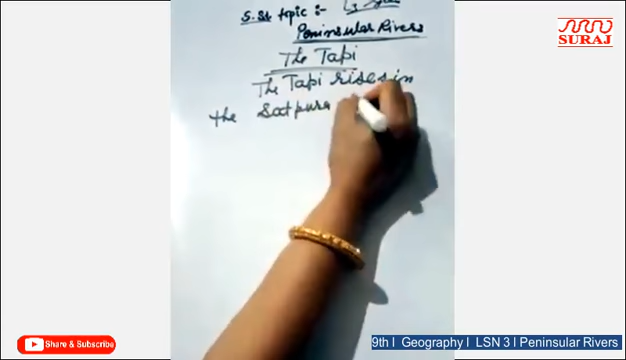 S.St topic :-
Peninsular Rivers
The Tapi
The Tapi rises in
the Satpura
SURAJ
Share & Subscribe
9th I Geography I LSN 3 I Peninsular Rivers